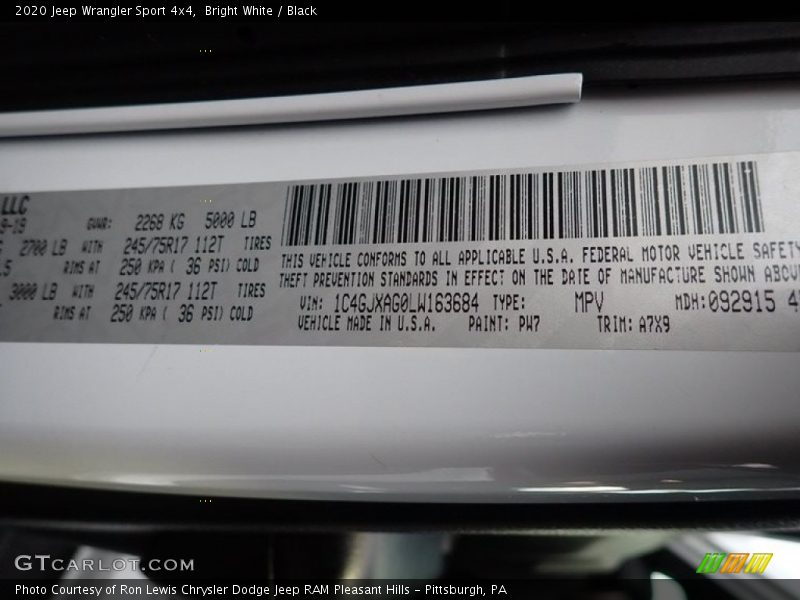 2020 Jeep Wrangler Sport 4x4,  Bright White / Black
LLC
9-19
GVWR: 2268 KG 5000 LB
2700 LB WITH 245/75R17 112T TIRES
RIMS AT 250 KPA ( 36 PSI) COLD
3000 LB WITH 245/75R17 112T TIRES
RIMS AT 250 KPA ( 36 PSI) COLD
THIS VEHICLE CONFORMS TO ALL APPLICABLE U.S.A. FEDERAL MOTOR VEHICLE SAFETY
THEFT PREVENTION STANDARDS IN EFFECT ON THE DATE OF MANUFACTURE SHOWN ABOV
VIN: 1C4GJXAG0LW163684 TYPE: MPV MDH: 092915 4
VEHICLE MADE IN U.S.A. PAINT: PW7 TRIM: A7X9
GTCARLOT.COM
Photo Courtesy of Ron Lewis Chrysler Dodge Jeep RAM Pleasant Hills - Pittsburgh, PA